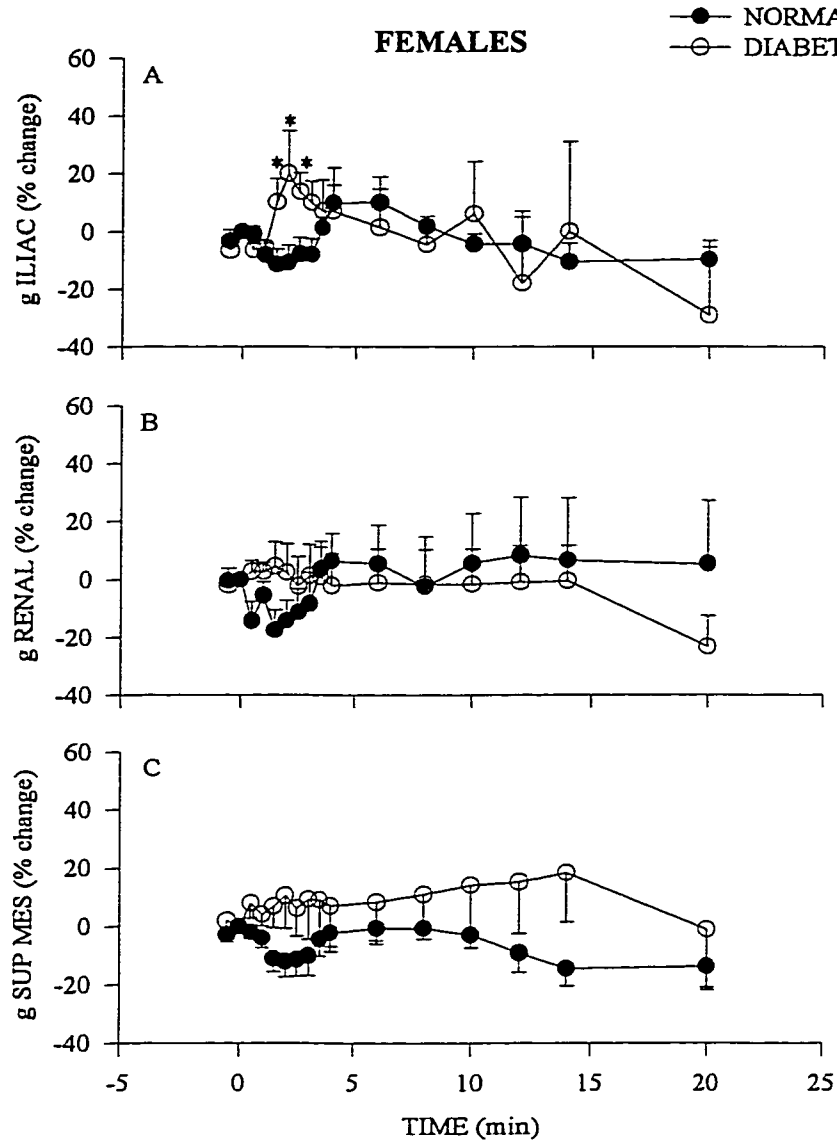 NORMA
FEMALES
DIABET
A
60
40
20
0
-20
-40
g ILIAC (% change)
* * *
B
60
40
20
0
-20
-40
g RENAL (% change)
C
60
40
20
0
-20
-40
g SUP MES (% change)
-5 0 5 10 15 20 25
TIME (min)